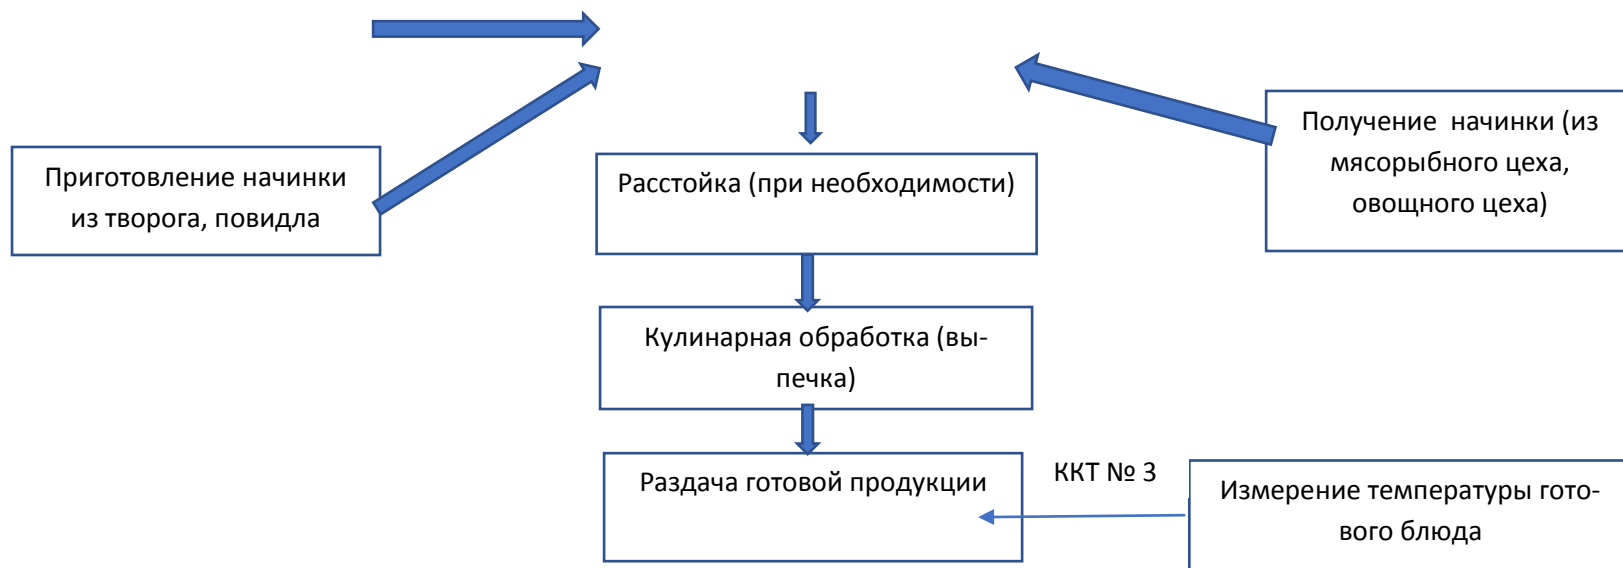 Получение начинки (из
мясорыбного цеха,
овощного цеха)
Приготовление начинки
из творога, повидла
Расстойка (при необходимости)
Кулинарная обработка (вы-
печка)
Раздача готовой продукции
ККТ № 3
Измерение температуры гото-
вого блюда